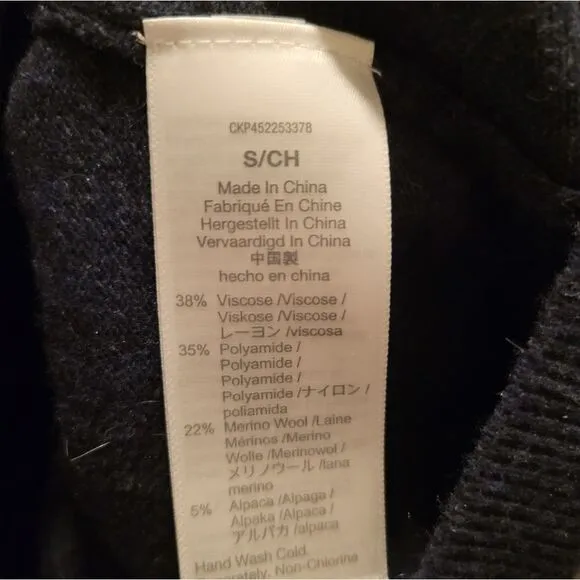 CKP452253378
S/CH
Made In China
Fabriqué En Chine
Hergestellt In China
Vervaardigd In China
中国製
hecho en china
38% Viscose /Viscose /
Viskose /Viscose /
レーヨン /viscosa
35% Polyamide /
Polyamide /
Polyamide /
Polyamide /ナイロン /
poliamida
22% Merino Wool /Laine
Mérinos /Merino
Wolle /Merinowol /
メリノウール /lana
merino
5% Alpaca /Alpaga /
Alpaka /Alpaca /
アルパカ /alpaca
Hand Wash Cold.
rately, Non-Chlorine